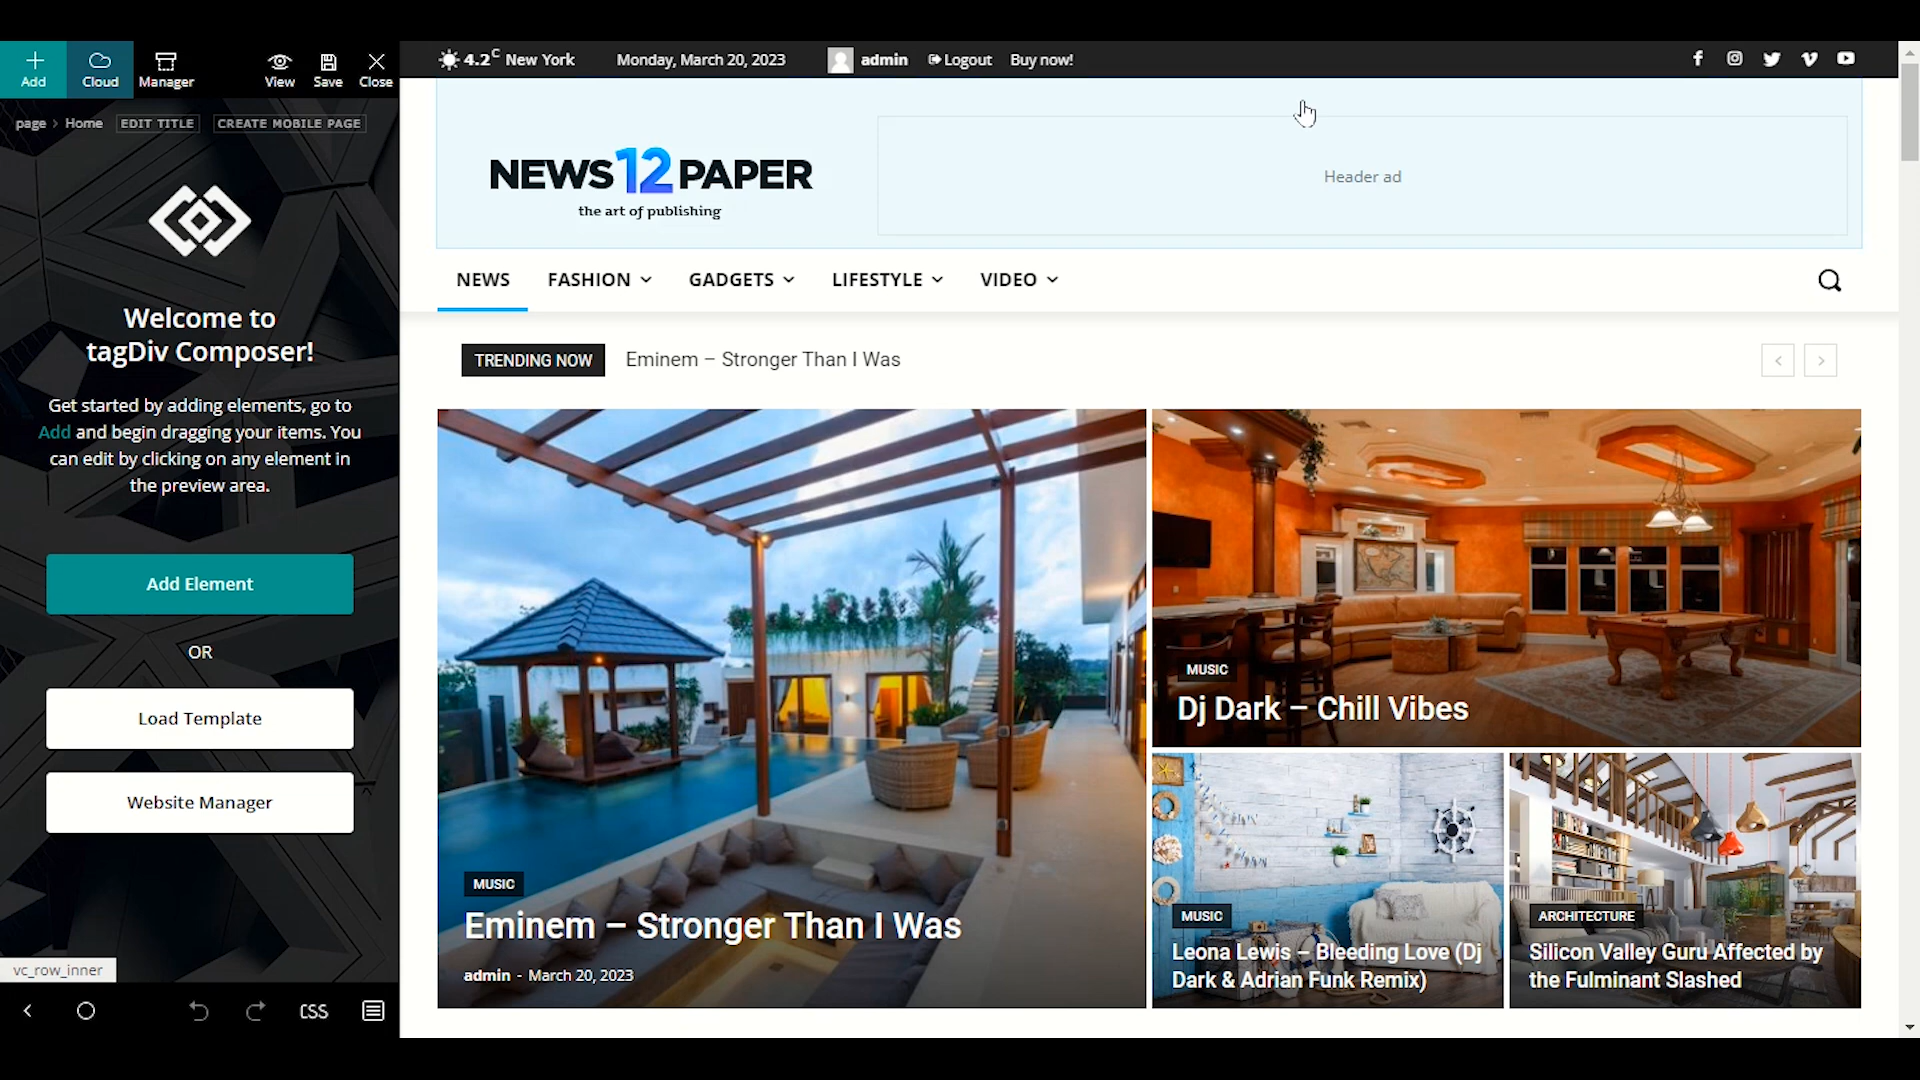 Add
Cloud
Manager
View
Save
Close
page › Home
EDIT TITLE
CREATE MOBILE PAGE
Welcome to
tagDiv Composer!
Get started by adding elements, go to
Add and begin dragging your items. You
can edit by clicking on any element in
the preview area.
Add Element
OR
Load Template
Website Manager
vc_row_inner
CSS
4.2 C New York
Monday, March 20, 2023
admin
Logout
Buy now!
NEWS 12 PAPER
the art of publishing
Header ad
NEWS
FASHION
GADGETS
LIFESTYLE
VIDEO
TRENDING NOW
Eminem – Stronger Than I Was
MUSIC
Eminem – Stronger Than I Was
admin - March 20, 2023
MUSIC
Dj Dark – Chill Vibes
MUSIC
Leona Lewis – Bleeding Love (Dj
Dark & Adrian Funk Remix)
ARCHITECTURE
Silicon Valley Guru Affected by
the Fulminant Slashed